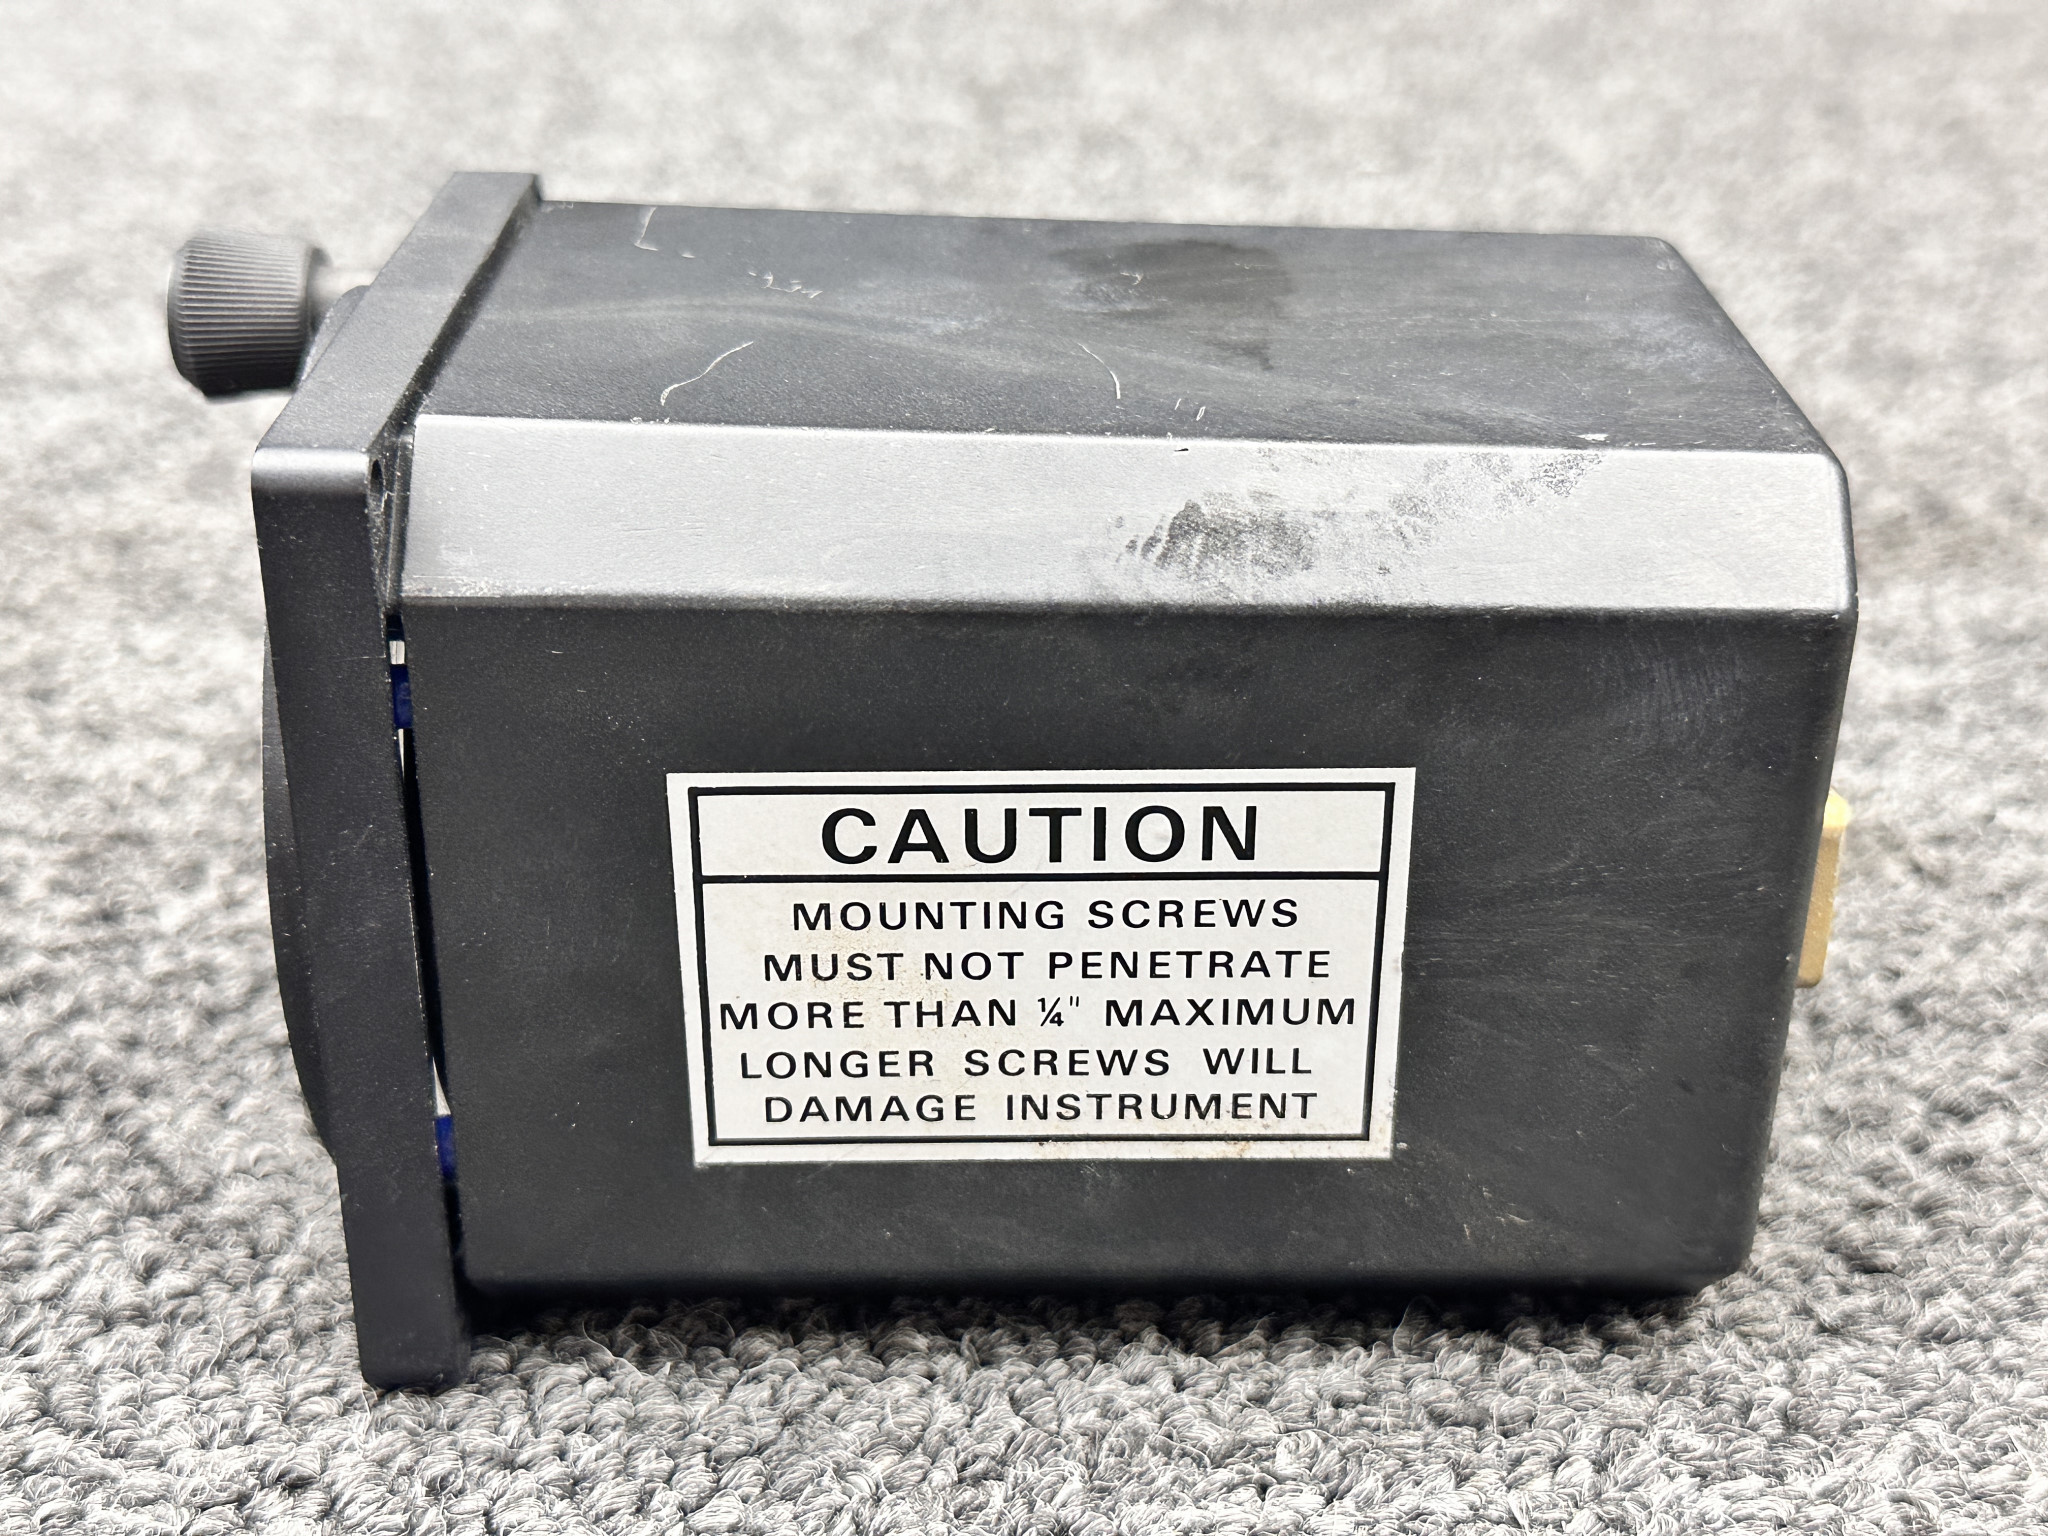 CAUTION
MOUNTING SCREWS
MUST NOT PENETRATE
MORE THAN ¼" MAXIMUM
LONGER SCREWS WILL
DAMAGE INSTRUMENT